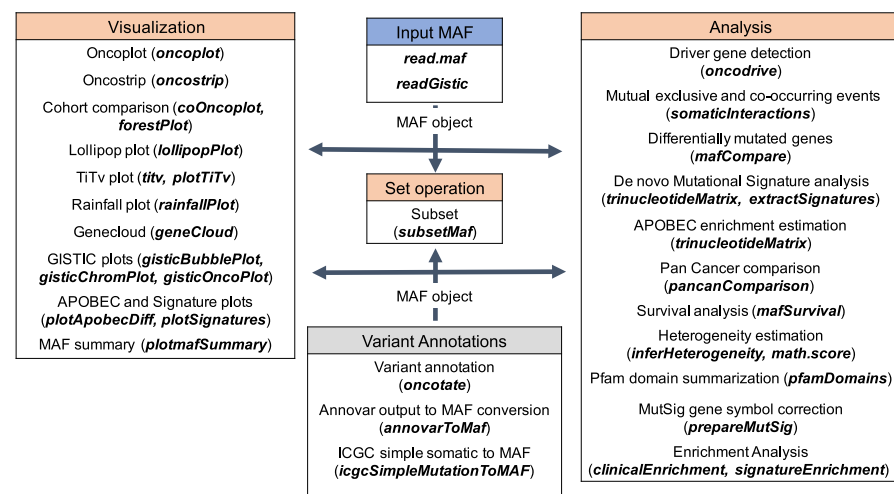 Visualization
Oncoplot (oncoplot)
Oncostrip (oncostrip)
Cohort comparison (coOncoplot,
forestPlot)
Lollipop plot (lollipopPlot)
TiTv plot (titv, plotTiTv)
Rainfall plot (rainfallPlot)
Genecloud (geneCloud)
GISTIC plots (gisticBubblePlot,
gisticChromPlot, gisticOncoPlot)
APOBEC and Signature plots
(plotApobecDiff, plotSignatures)
MAF summary (plotmafSummary)
Input MAF
read.maf
readGistic
MAF object
Set operation
Subset
(subsetMaf)
MAF object
Variant Annotations
Variant annotation
(oncotate)
Annovar output to MAF conversion
(annovarToMaf)
ICGC simple somatic to MAF
(icgcSimpleMutationToMAF)
Analysis
Driver gene detection
(oncodrive)
Mutual exclusive and co-occurring events
(somaticInteractions)
Differentially mutated genes
(mafCompare)
De novo Mutational Signature analysis
(trinucleotideMatrix, extractSignatures)
APOBEC enrichment estimation
(trinucleotideMatrix)
Pan Cancer comparison
(pancanComparison)
Survival analysis (mafSurvival)
Heterogeneity estimation
(inferHeterogeneity, math.score)
Pfam domain summarization (pfamDomains)
MutSig gene symbol correction
(prepareMutSig)
Enrichment Analysis
(clinicalEnrichment, signatureEnrichment)